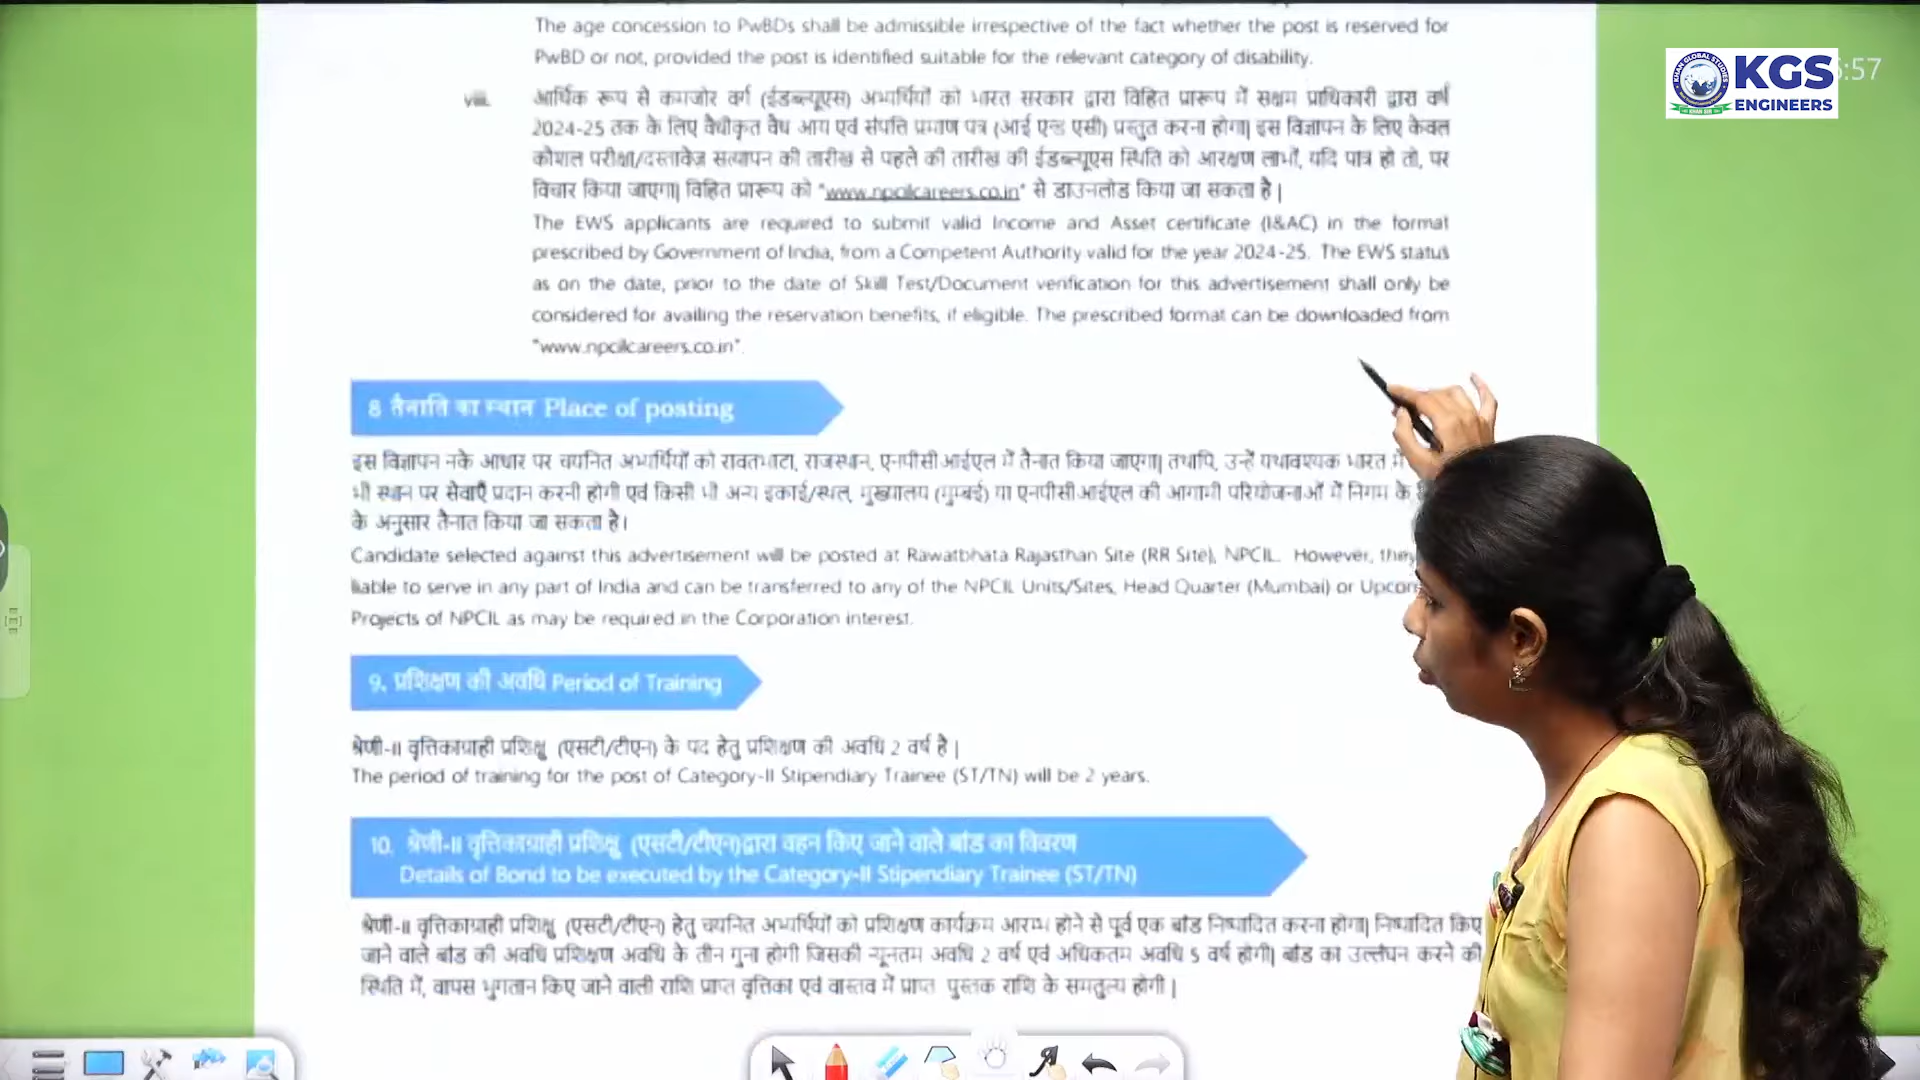 The age concession to PwBDs shall be admissible irrespective of the fact whether the post is reserved for
PwBD or not, provided the post is identified suitable for the relevant category of disability.
viii. आर्थिक रूप से कमजोर वर्ग (ईडब्ल्यूएस) अभ्यर्थियों को भारत सरकार द्वारा विहित प्रारूप में सक्षम प्राधिकारी द्वारा वर्ष
2024-25 तक के लिए वैधीकृत वैध आय एवं संपत्ति प्रमाण पत्र (आई एन्ड एसी) प्रस्तुत करना होगा| इस विज्ञापन के लिए केवल
कौशल परीक्षा/दस्तावेज सत्यापन की तारीख से पहले की तारीख की ईडब्ल्यूएस स्थिति को आरक्षण लाभों, यदि पात्र हो तो, पर
विचार किया जाएगा| विहित प्रारूप को "www.npcilcareers.co.in" से डाउनलोड किया जा सकता है |
The EWS applicants are required to submit valid Income and Asset certificate (I&AC) in the format
prescribed by Government of India, from a Competent Authority valid for the year 2024-25. The EWS status
as on the date, prior to the date of Skill Test/Document verification for this advertisement shall only be
considered for availing the reservation benefits, if eligible. The prescribed format can be downloaded from
"www.npcilcareers.co.in".
8 तैनाति का स्थान Place of posting
इस विज्ञापन नके आधार पर चयनित अभ्यर्थियों को रावतभाटा, राजस्थान, एनपीसीआईएल में तैनात किया जाएगा| तथापि, उन्हें यथावश्यक भारत में
भी स्थान पर सेवाएँ प्रदान करनी होगी एवं किसी भी अन्य इकाई/स्थल, मुख्यालय (मुम्बई) या एनपीसीआईएल की आगामी परियोजनाओं में निगम के
के अनुसार तैनात किया जा सकता है।
Candidate selected against this advertisement will be posted at Rawatbhata Rajasthan Site (RR Site), NPCIL. However, they
liable to serve in any part of India and can be transferred to any of the NPCIL Units/Sites, Head Quarter (Mumbai) or Upcom
Projects of NPCIL as may be required in the Corporation interest.
9. प्रशिक्षण की अवधि Period of Training
श्रेणी-II वृत्तिकाग्राही प्रशिक्षु (एसटी/टीएन) के पद हेतु प्रशिक्षण की अवधि 2 वर्ष है |
The period of training for the post of Category-II Stipendiary Trainee (ST/TN) will be 2 years.
10. श्रेणी-II वृत्तिकाग्राही प्रशिक्षु (एसटी/टीएन)द्वारा वहन किए जाने वाले बांड का विवरण
Details of Bond to be executed by the Category-II Stipendiary Trainee (ST/TN)
श्रेणी-II वृत्तिकाग्राही प्रशिक्षु (एसटी/टीएन) हेतु चयनित अभ्यर्थियों को प्रशिक्षण कार्यक्रम आरम्भ होने से पूर्व एक बांड निष्पादित करना होगा| निष्पादित किए
जाने वाले बॉड की अवधि प्रशिक्षण अवधि के तीन गुना होगी जिसकी न्यूनतम अवधि 2 वर्ष एवं अधिकतम अवधि 5 वर्ष होगी| बॉड का उल्लंघन करने की
स्थिति में, वापस भुगतान किए जाने वाली राशि प्राप्त वृत्तिका एवं वास्तव में प्राप्त पुस्तक राशि के समतुल्य होगी |
KGS
ENGINEERS
KHAN GLOBAL STUDIES
:57